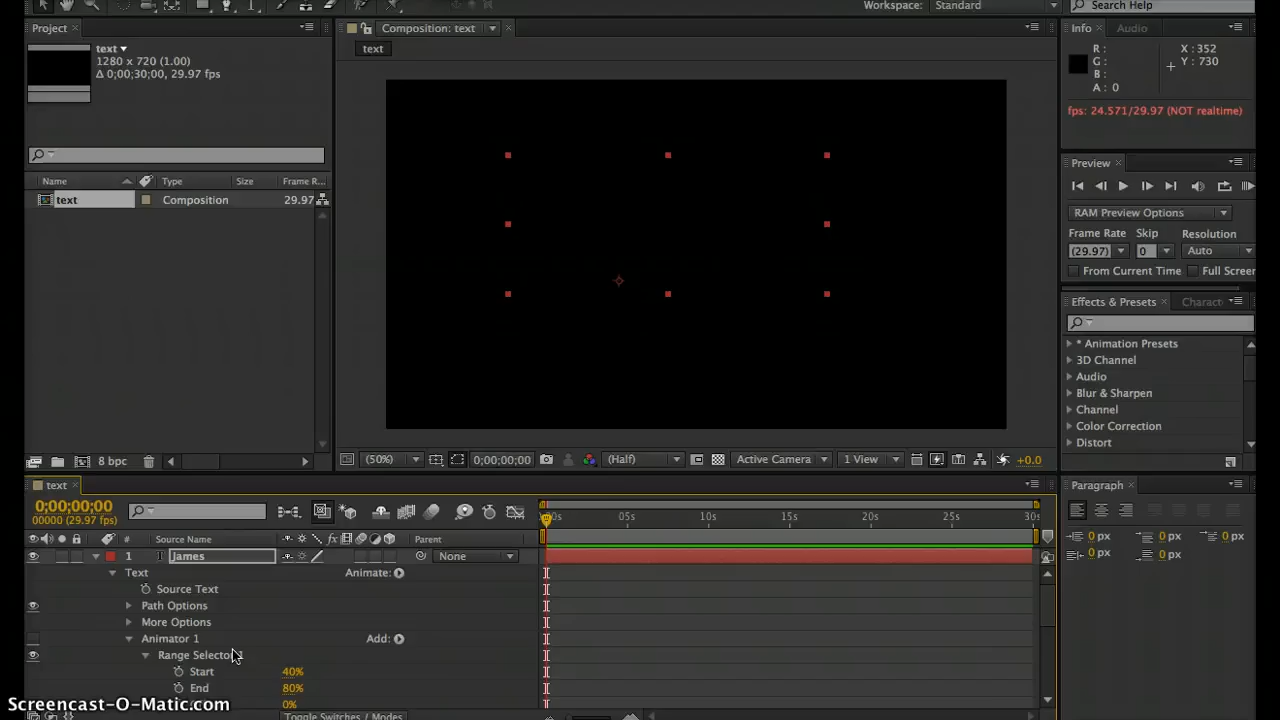 Workspace: Standard Search Help
Project
Composition: text
Info Audio
text
1280 x 720 (1.00)
Δ 0;00;30;00, 29.97 fps
text
R :
G :
B :
A : 0
X : 352
Y : 730
fps: 24.571/29.97 (NOT realtime)
Preview
Name Type Size Frame R...
text Composition 29.97
RAM Preview Options
Frame Rate Skip Resolution
(29.97) 0 Auto
From Current Time Full Screen
Effects & Presets Charact
* Animation Presets
3D Channel
Audio
Blur & Sharpen
Channel
Color Correction
Distort
8 bpc
(50%) 0;00;00;00 (Half) Active Camera 1 View +0.0
text
Paragraph
0;00;00;00
00000 (29.97 fps)
00s 05s 10s 15s 20s 25s 30s
# Source Name Parent
1 T James None
Text Animate:
Source Text
Path Options
More Options
Animator 1 Add:
Range Selector 1
Start 40%
End 80%
0%
Toggle Switches / Modes
0 px 0 px 0 px
0 px 0 px
Screencast-O-Matic.com